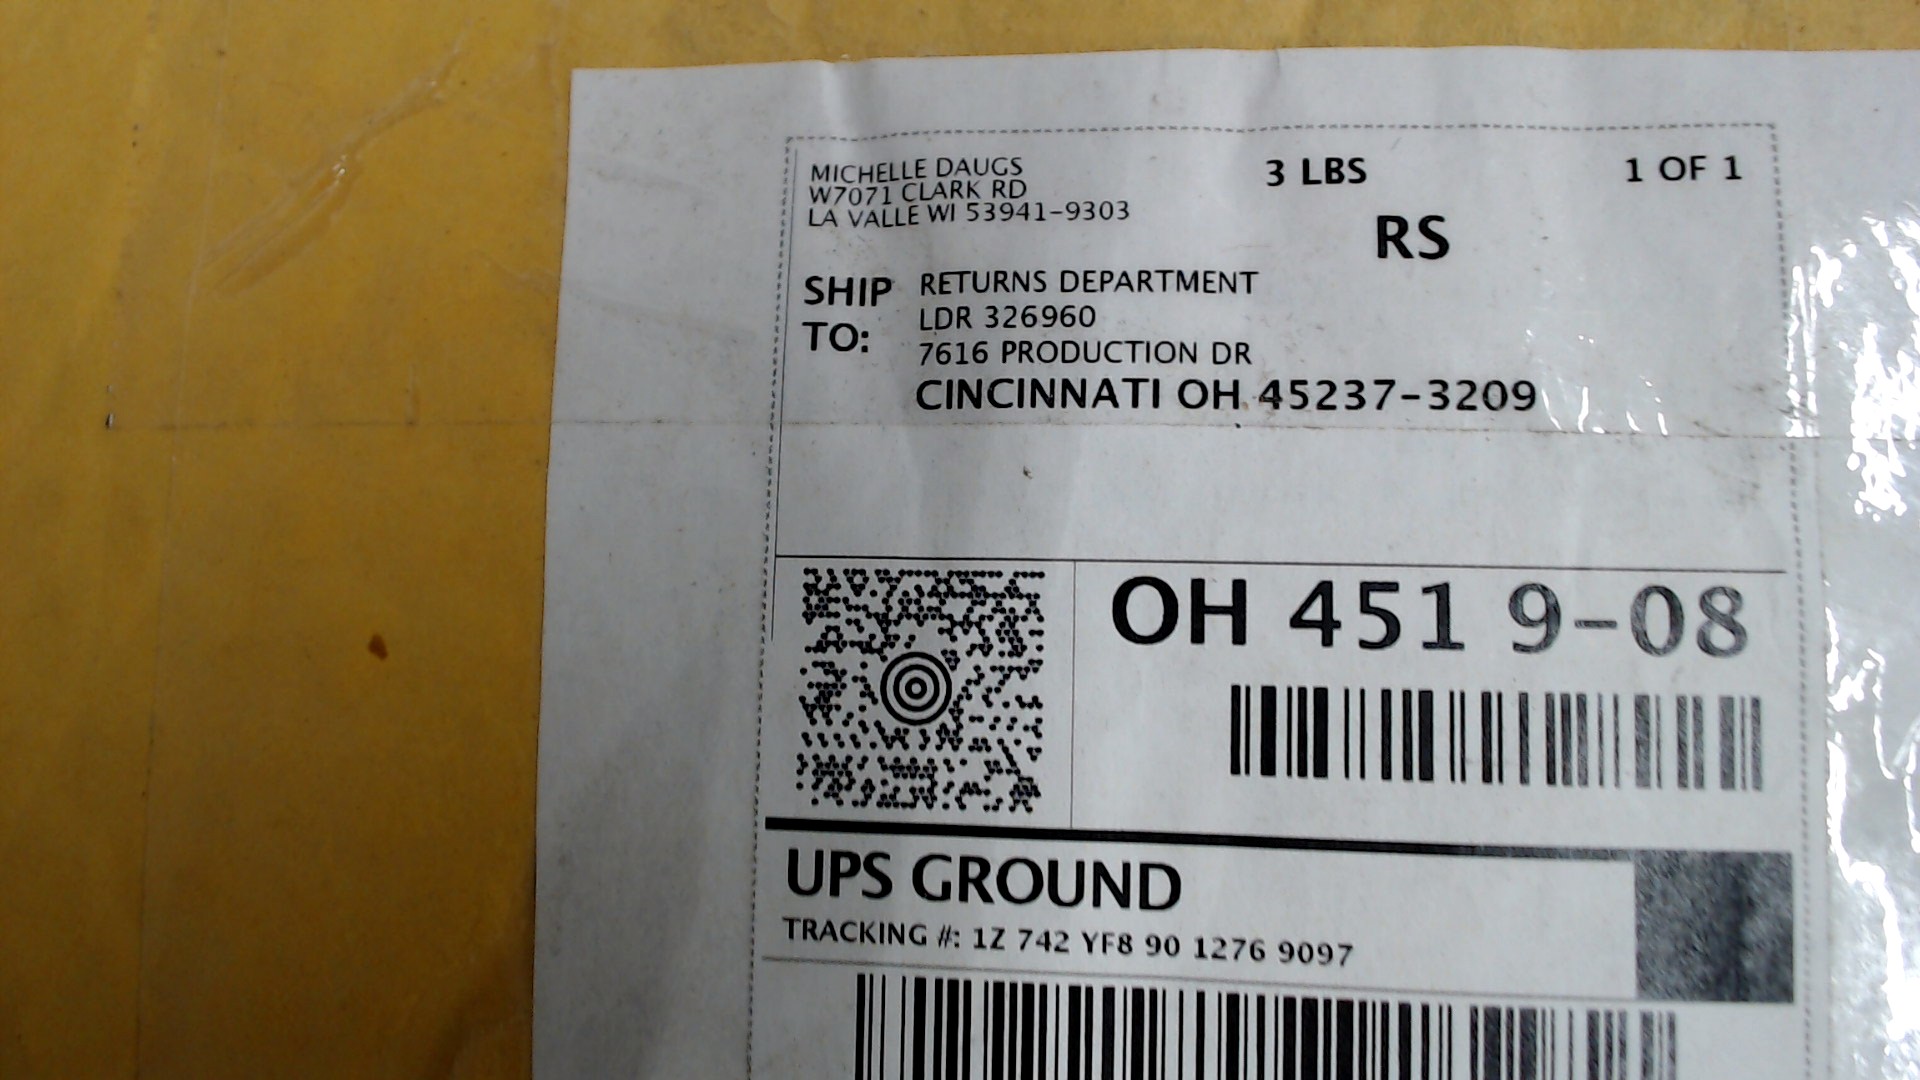 MICHELLE DAUGS
W7071 CLARK RD
LA VALLE WI 53941-9303
3 LBS
1 OF 1
RS
SHIP TO:
RETURNS DEPARTMENT
LDR 326960
7616 PRODUCTION DR
CINCINNATI OH 45237-3209
OH 451 9-08
UPS GROUND
TRACKING #: 1Z 742 YF8 90 1276 9097